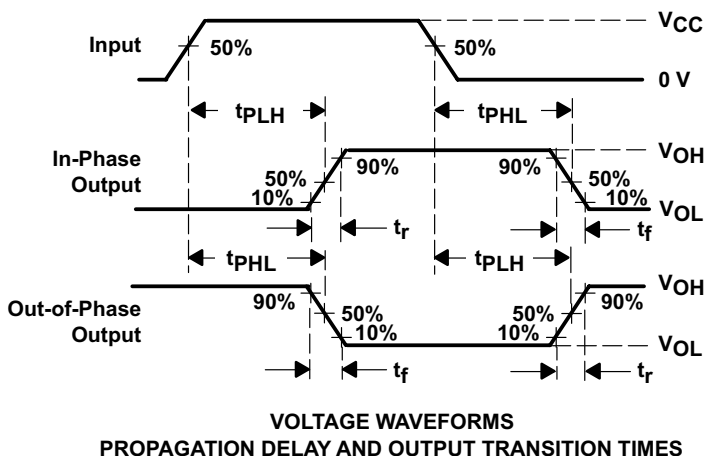 Input
50%
50%
VCC
0 V
tPLH
tPHL
In-Phase
Output
50%
10%
90%
90%
50%
10%
VOH
VOL
tr
tf
tPHL
tPLH
Out-of-Phase
Output
90%
50%
10%
10%
50%
90%
VOH
VOL
tf
tr
VOLTAGE WAVEFORMS
PROPAGATION DELAY AND OUTPUT TRANSITION TIMES